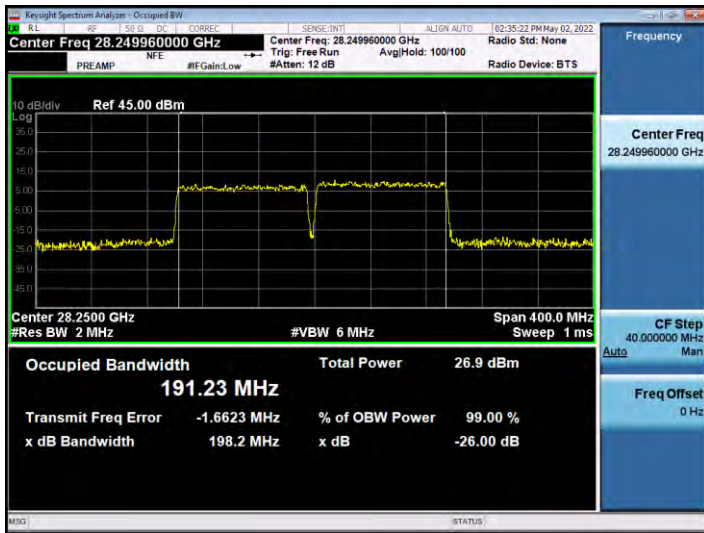 Keysight Spectrum Analyzer - Occupied BW
RL RF 50 Ω DC CORREC SENSE:INT ALIGN AUTO 02:35:22 PM May 02, 2022
Center Freq 28.249960000 GHz
NFE
PREAMP #IFGain:Low
Center Freq: 28.249960000 GHz
Trig: Free Run Avg|Hold: 100/100
#Atten: 12 dB
Radio Std: None
Radio Device: BTS
Frequency
10 dB/div Ref 45.00 dBm
Log
35.0
25.0
15.0
5.00
-5.00
-15.0
-25.0
-35.0
-45.0
Center Freq
28.249960000 GHz
Center 28.2500 GHz Span 400.0 MHz
#Res BW 2 MHz #VBW 6 MHz Sweep 1 ms
CF Step
40.000000 MHz
Auto Man
Occupied Bandwidth Total Power 26.9 dBm
191.23 MHz
Transmit Freq Error -1.6623 MHz % of OBW Power 99.00 %
x dB Bandwidth 198.2 MHz x dB -26.00 dB
Freq Offset
0 Hz
MSG STATUS